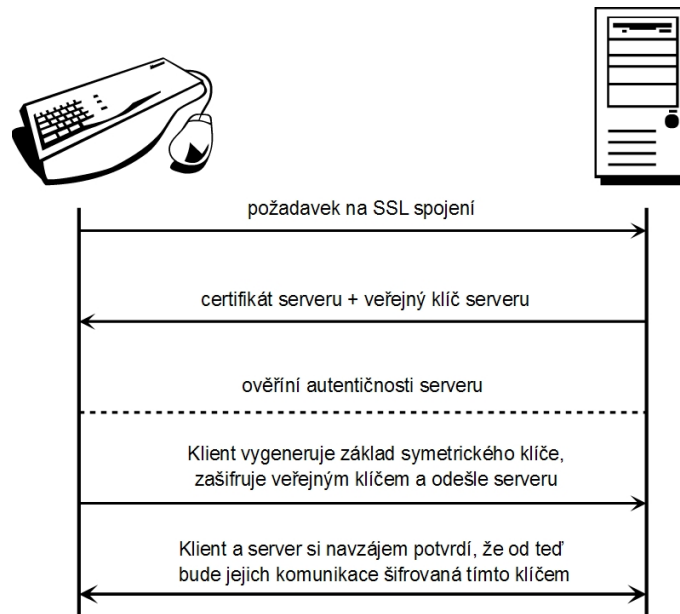 požadavek na SSL spojení
certifikát serveru + veřejný klíč serveru
ověříní autentičnosti serveru
Klient vygeneruje základ symetrického klíče,
zašifruje veřejným klíčem a odešle serveru
Klient a server si navzájem potvrdí, že od teď
bude jejich komunikace šifrovaná tímto klíčem